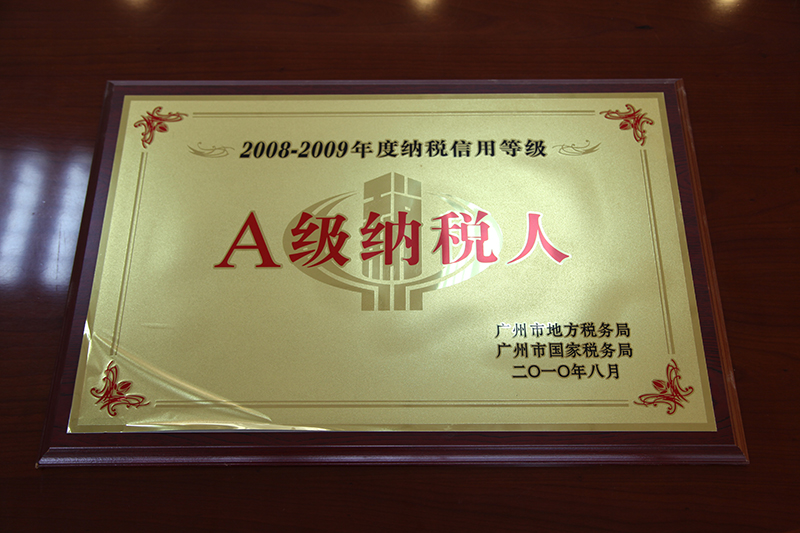 2008-2009年度纳税信用等级
A级纳税人
广州市地方税务局
广州市国家税务局
二〇一〇年八月